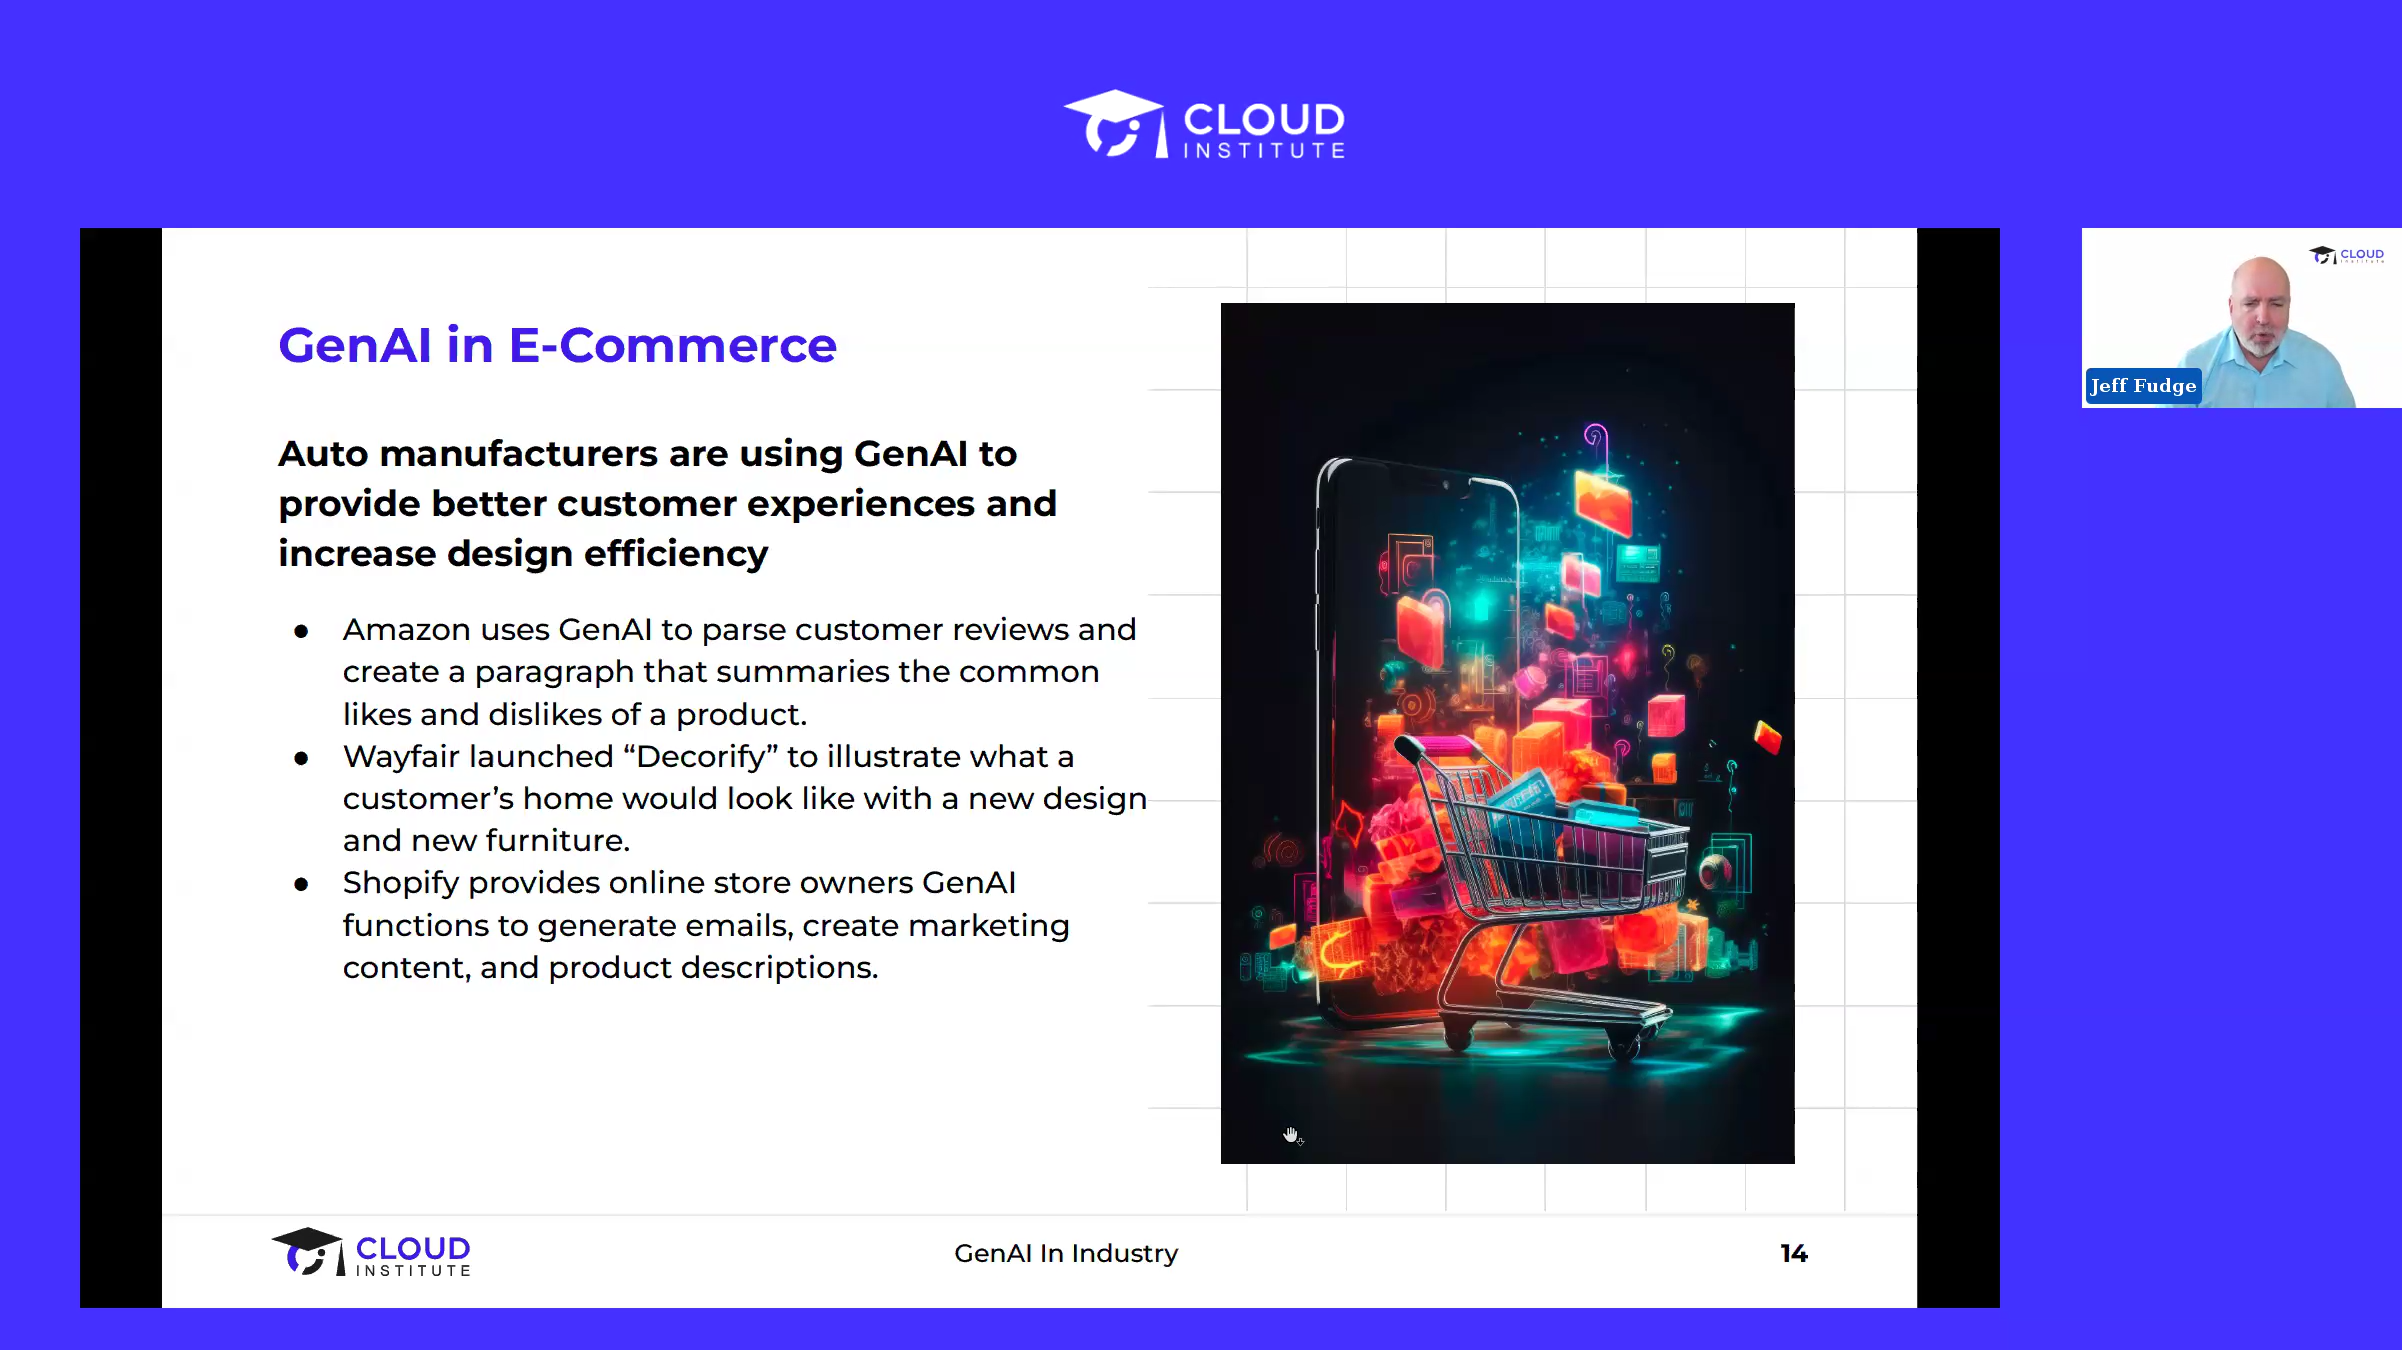 CLOUD
INSTITUTE
CLOUD
Institute
Jeff Fudge
GenAI in E-Commerce
Auto manufacturers are using GenAI to
provide better customer experiences and
increase design efficiency
● Amazon uses GenAI to parse customer reviews and
create a paragraph that summaries the common
likes and dislikes of a product.
● Wayfair launched “Decorify” to illustrate what a
customer’s home would look like with a new design
and new furniture.
● Shopify provides online store owners GenAI
functions to generate emails, create marketing
content, and product descriptions.
CLOUD
INSTITUTE
GenAI In Industry
14